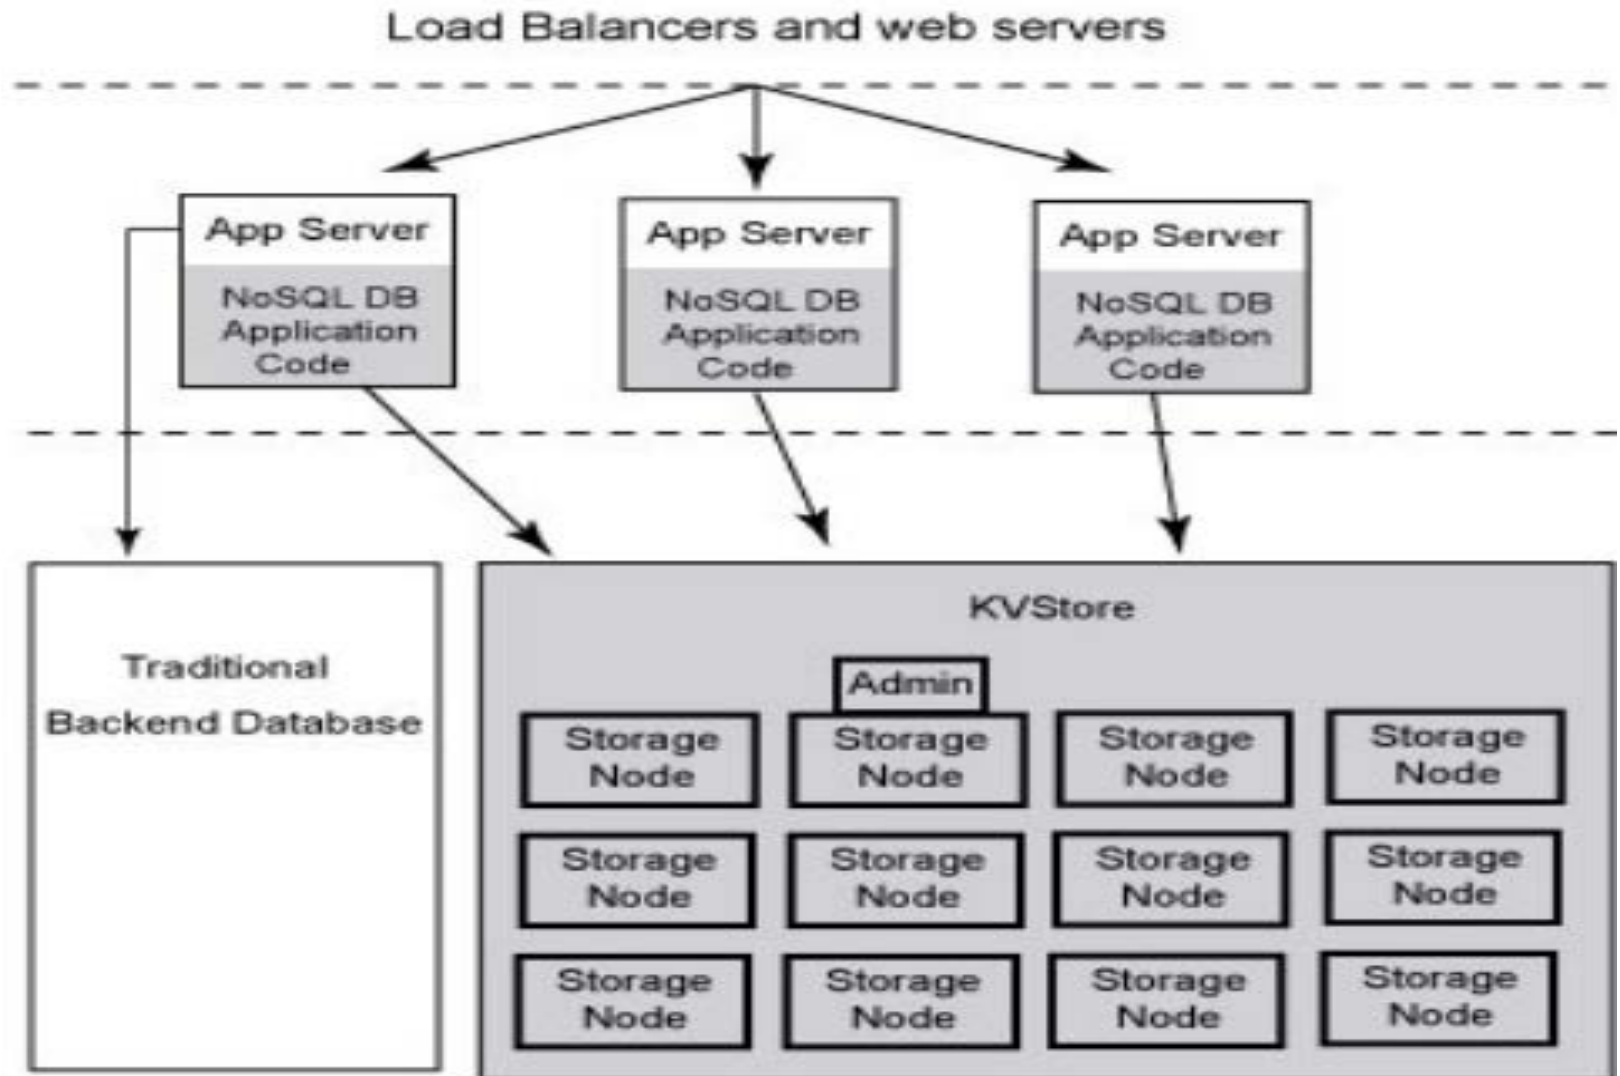 Load Balancers and web servers
App Server
NoSQL DB
Application
Code
App Server
NoSQL DB
Application
Code
App Server
NoSQL DB
Application
Code
Traditional
Backend Database
KVStore
Admin
Storage
Node
Storage
Node
Storage
Node
Storage
Node
Storage
Node
Storage
Node
Storage
Node
Storage
Node
Storage
Node
Storage
Node
Storage
Node
Storage
Node